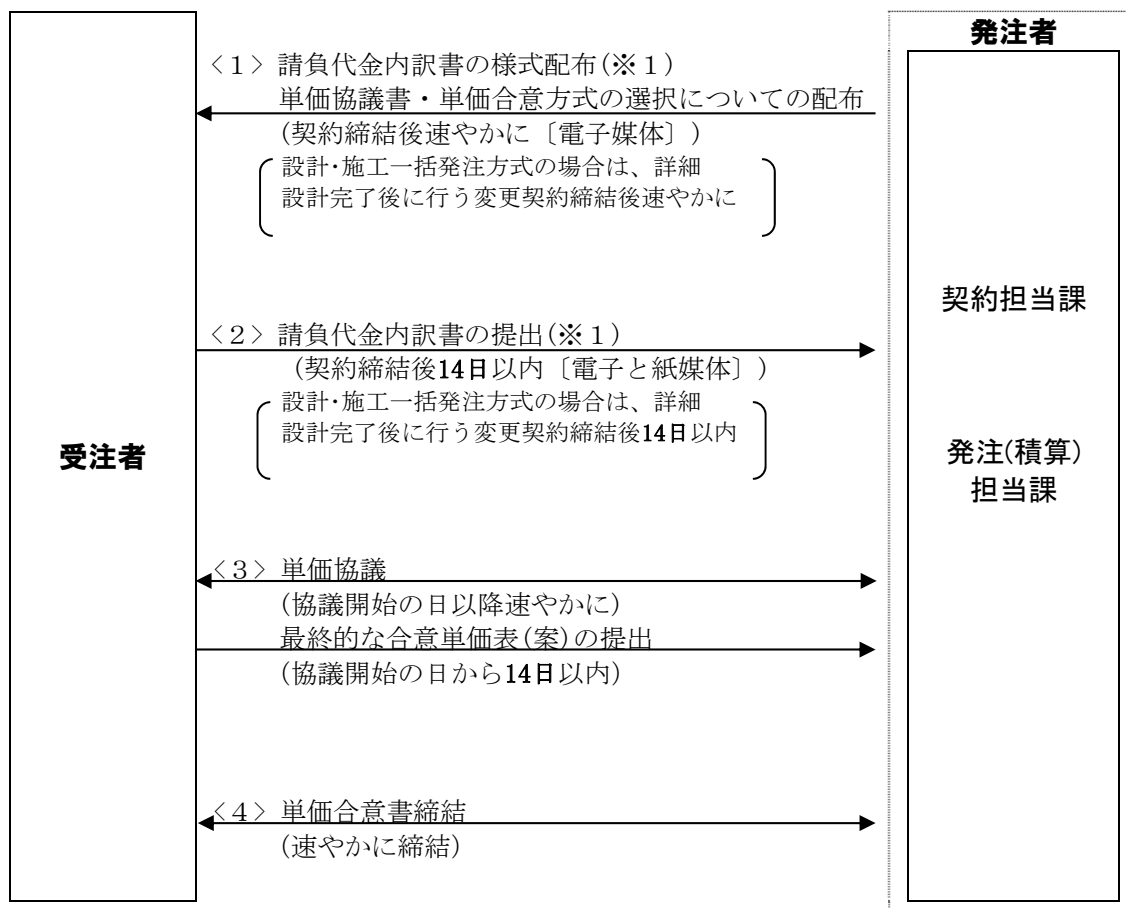 発注者
<1> 請負代金内訳書の様式配布(※1)
単価協議書・単価合意方式の選択についての配布
(契約締結後速やかに〔電子媒体〕)
設計・施工一括発注方式の場合は、詳細
設計完了後に行う変更契約締結後速やかに
契約担当課
<2> 請負代金内訳書の提出(※1)
(契約締結後14日以内〔電子と紙媒体〕)
設計・施工一括発注方式の場合は、詳細
設計完了後に行う変更契約締結後14日以内
受注者
発注(積算)
担当課
<3> 単価協議
(協議開始の日以降速やかに)
最終的な合意単価表(案)の提出
(協議開始の日から14日以内)
<4> 単価合意書締結
(速やかに締結)